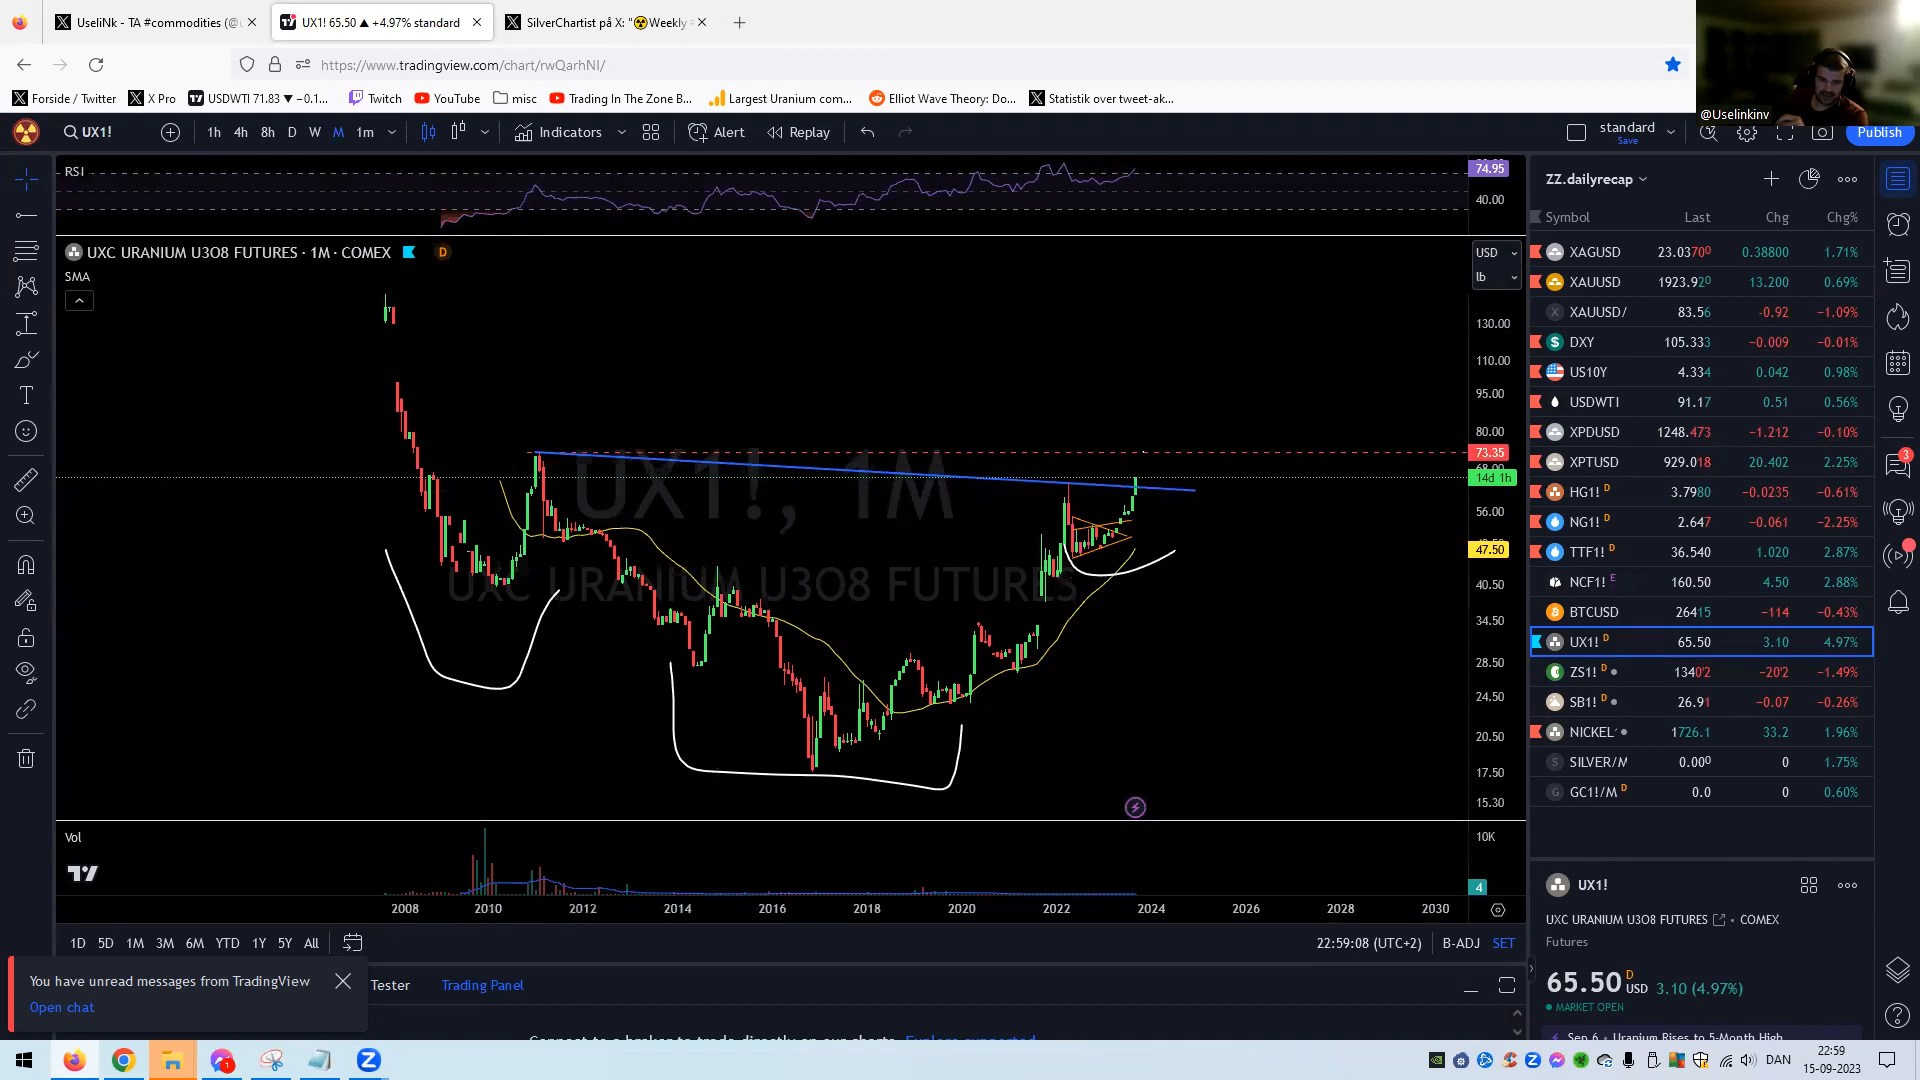 UseliNk - TA #commodities (@u
UX1! 65.50 ▲ +4.97% standard
SilverChartist på X: "☢Weekly
https://www.tradingview.com/chart/rwQarhNI/
Forside / Twitter
X Pro
USDWTI 71.83 ▼ −0.1...
Twitch
YouTube
misc
Trading In The Zone B...
Largest Uranium com...
Elliot Wave Theory: Do...
Statistik over tweet-ak...
@Uselinkinv
UX1!
1h 4h 8h D W M 1m
Indicators
Alert
Replay
standard
Save
Publish
RSI
74.95
40.00
UXC URANIUM U3O8 FUTURES · 1M · COMEX
D
SMA
USD
lb
UX1!, 1M
UXC URANIUM U3O8 FUTURES
130.00
110.00
95.00
80.00
73.35
68.00
14d 1h
56.00
47.50
40.50
34.50
28.50
24.50
20.50
17.50
15.30
Vol
10K
4
2008 2010 2012 2014 2016 2018 2020 2022 2024 2026 2028 2030
1D 5D 1M 3M 6M YTD 1Y 5Y All
22:59:08 (UTC+2)
B-ADJ SET
You have unread messages from TradingView
Open chat
Tester
Trading Panel
ZZ.dailyrecap
Symbol Last Chg Chg%
XAGUSD 23.0370⁰ 0.38800 1.71%
XAUUSD 1923.92⁰ 13.200 0.69%
XAUUSD/ 83.56 −0.92 −1.09%
DXY 105.333 −0.009 −0.01%
US10Y 4.334 0.042 0.98%
USDWTI 91.17 0.51 0.56%
XPDUSD 1248.473 −1.212 −0.10%
XPTUSD 929.018 20.402 2.25%
HG1! D 3.7980 −0.0235 −0.61%
NG1! D 2.647 −0.061 −2.25%
TTF1! D 36.540 1.020 2.87%
NCF1! E 160.50 4.50 2.88%
BTCUSD 26415 −114 −0.43%
UX1! D 65.50 3.10 4.97%
ZS1! D 1340'2 −20'2 −1.49%
SB1! D 26.91 −0.07 −0.26%
NICKEL 1726.1 33.2 1.96%
SILVER/M 0.00⁰ 0 1.75%
GC1!/M D 0.0 0 0.60%
3
UX1!
UXC URANIUM U3O8 FUTURES · COMEX
Futures
65.50 D USD 3.10 (4.97%)
MARKET OPEN
Sep 6 · Uranium Rises to 5-Month High
DAN
22:59
15-09-2023